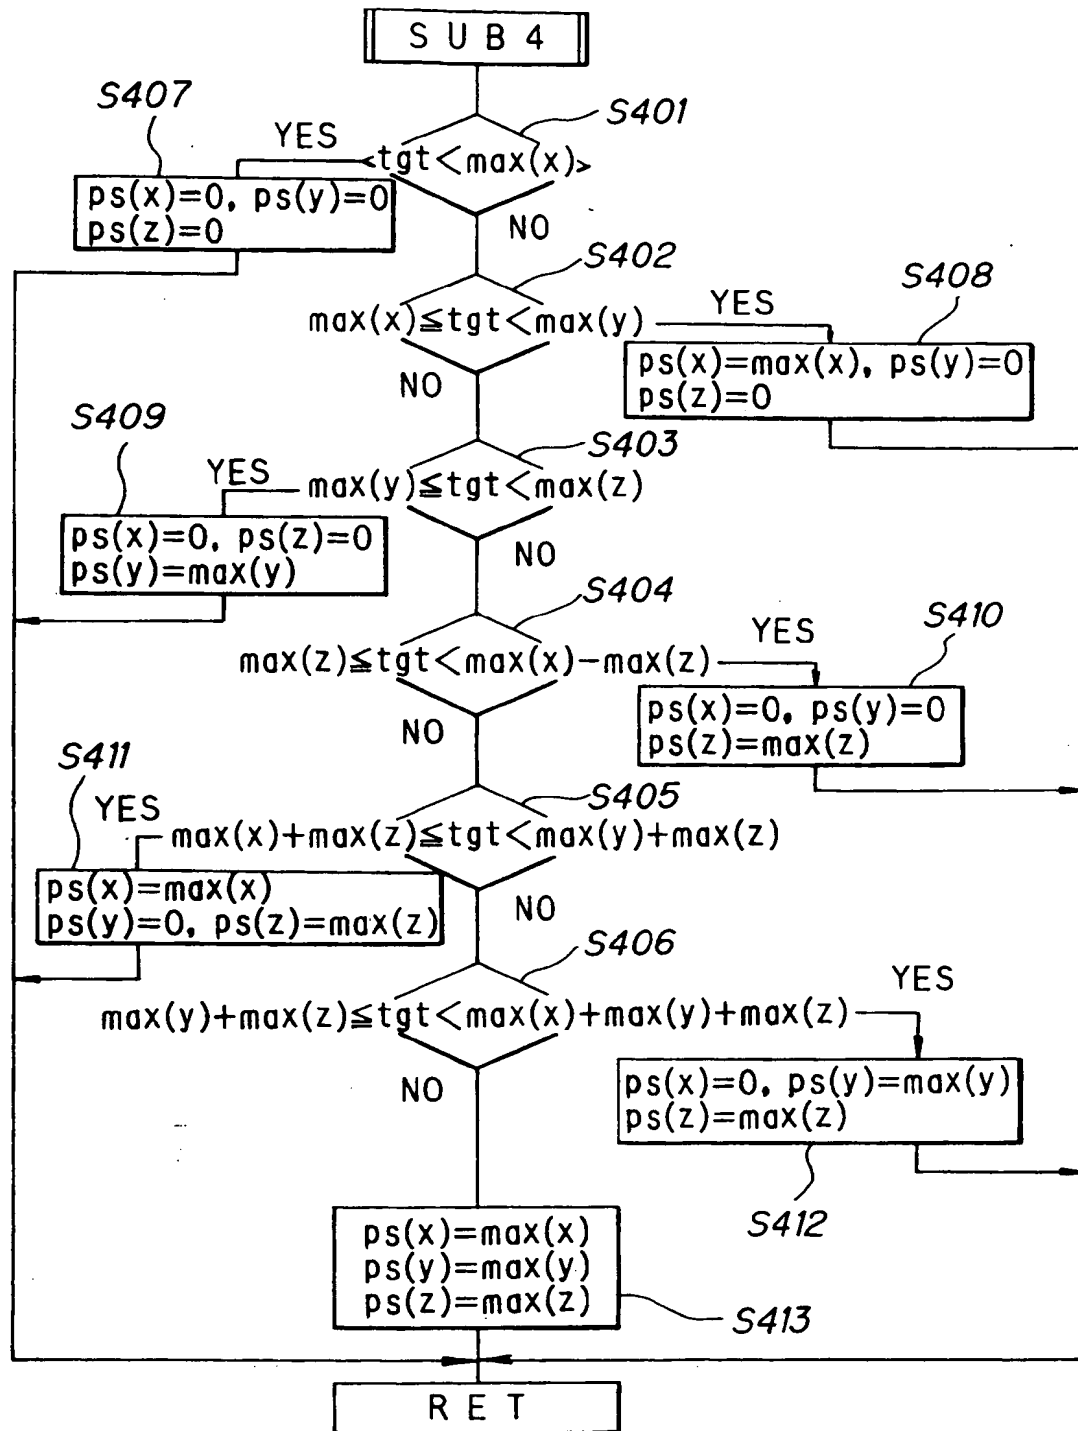 SUB4
S407
S401
YES
tgt<max(x)
ps(x)=0, ps(y)=0
ps(z)=0
NO
S402
S408
YES
max(x)≦tgt<max(y)
ps(x)=max(x), ps(y)=0
ps(z)=0
NO
S409
S403
YES
max(y)≦tgt<max(z)
ps(x)=0, ps(z)=0
ps(y)=max(y)
NO
S404
S410
YES
max(z)≦tgt<max(x)-max(z)
ps(x)=0, ps(y)=0
ps(z)=max(z)
NO
S411
S405
YES
max(x)+max(z)≦tgt<max(y)+max(z)
ps(x)=max(x)
ps(y)=0, ps(z)=max(z)
NO
S406
YES
max(y)+max(z)≦tgt<max(x)+max(y)+max(z)
ps(x)=0, ps(y)=max(y)
ps(z)=max(z)
NO
S412
ps(x)=max(x)
ps(y)=max(y)
ps(z)=max(z)
S413
RET